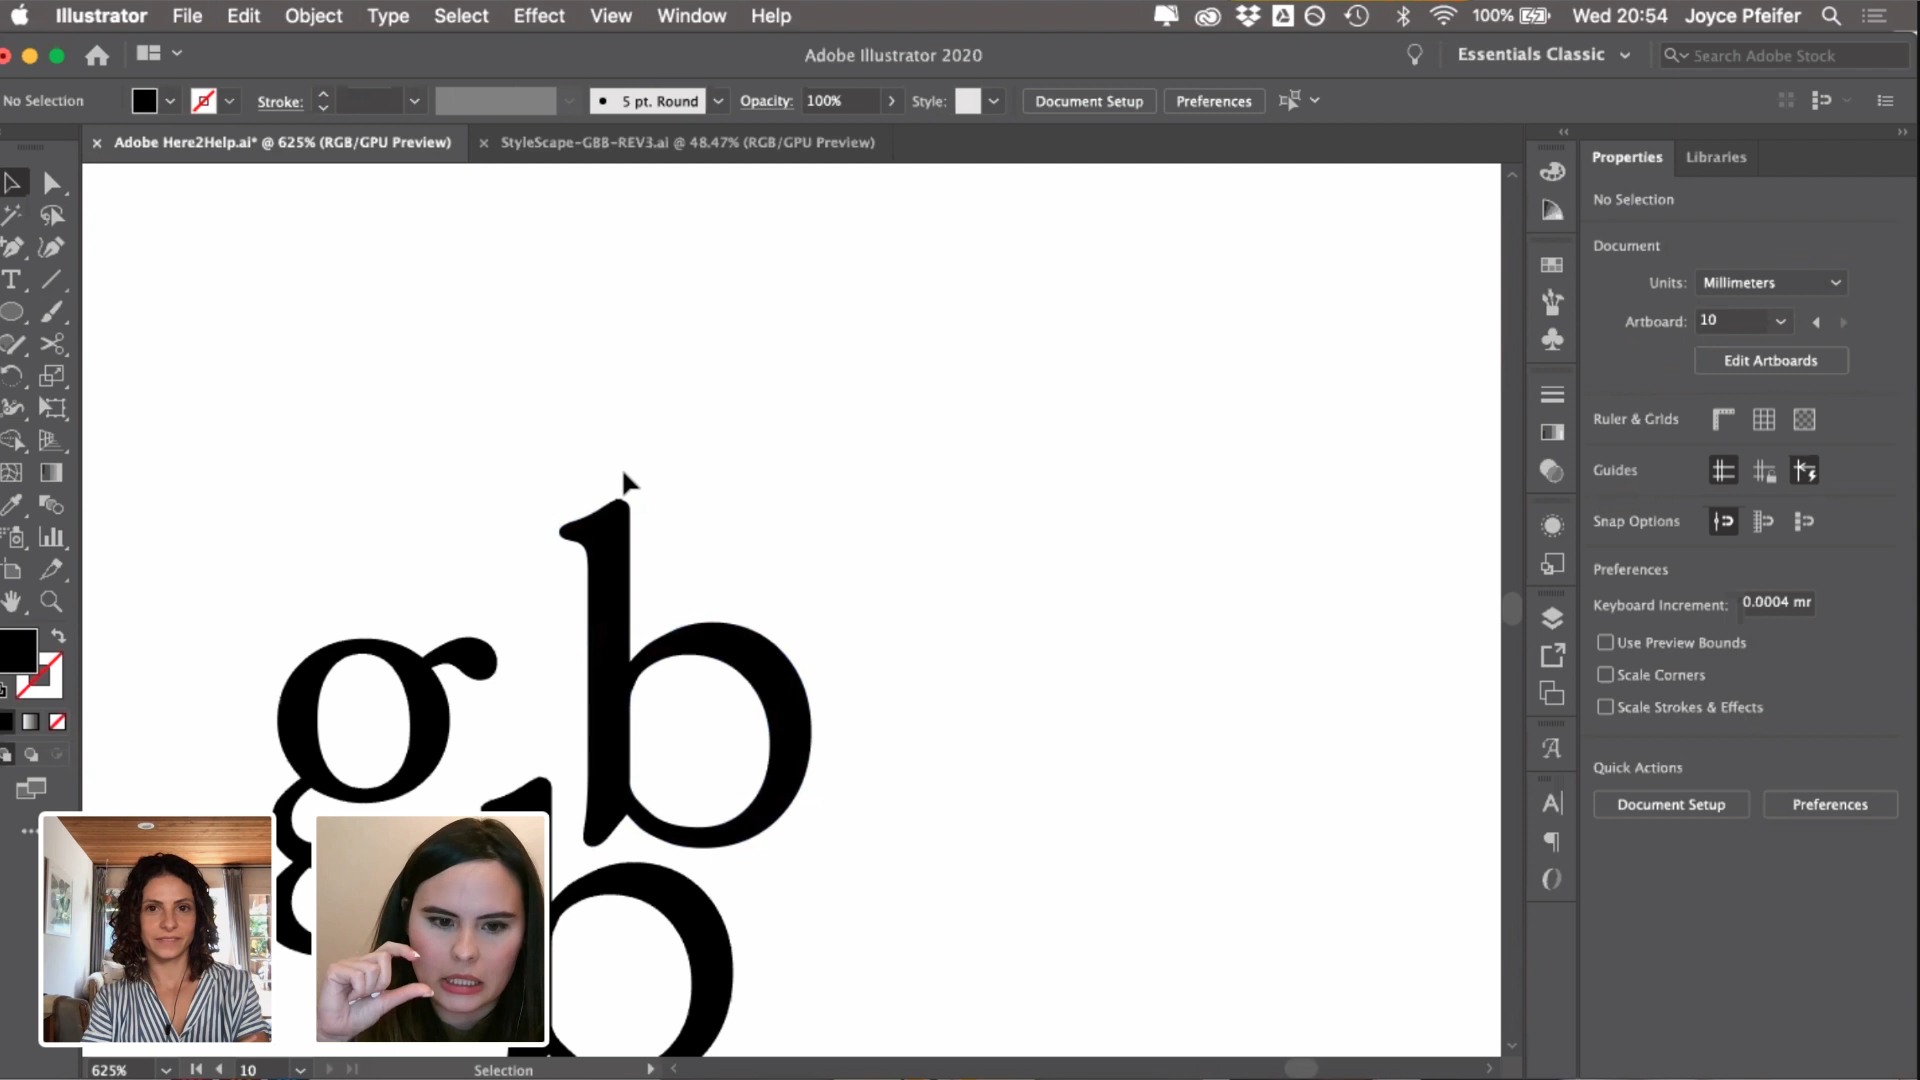 Illustrator File Edit Object Type Select Effect View Window Help 100% Wed 20:54 Joyce Pfeifer
Adobe Illustrator 2020 Essentials Classic Search Adobe Stock
No Selection Stroke: 5 pt. Round Opacity: 100% Style: Document Setup Preferences
Adobe Here2Help.ai* @ 625% (RGB/GPU Preview) StyleScape-GBB-REV3.ai @ 48.47% (RGB/GPU Preview)
Properties Libraries
No Selection
Document
Units: Millimeters
Artboard: 10
Edit Artboards
Ruler & Grids
Guides
Snap Options
Preferences
Keyboard Increment: 0.0004 mr
Use Preview Bounds
Scale Corners
Scale Strokes & Effects
Quick Actions
Document Setup Preferences
g b
b
625% 10 Selection